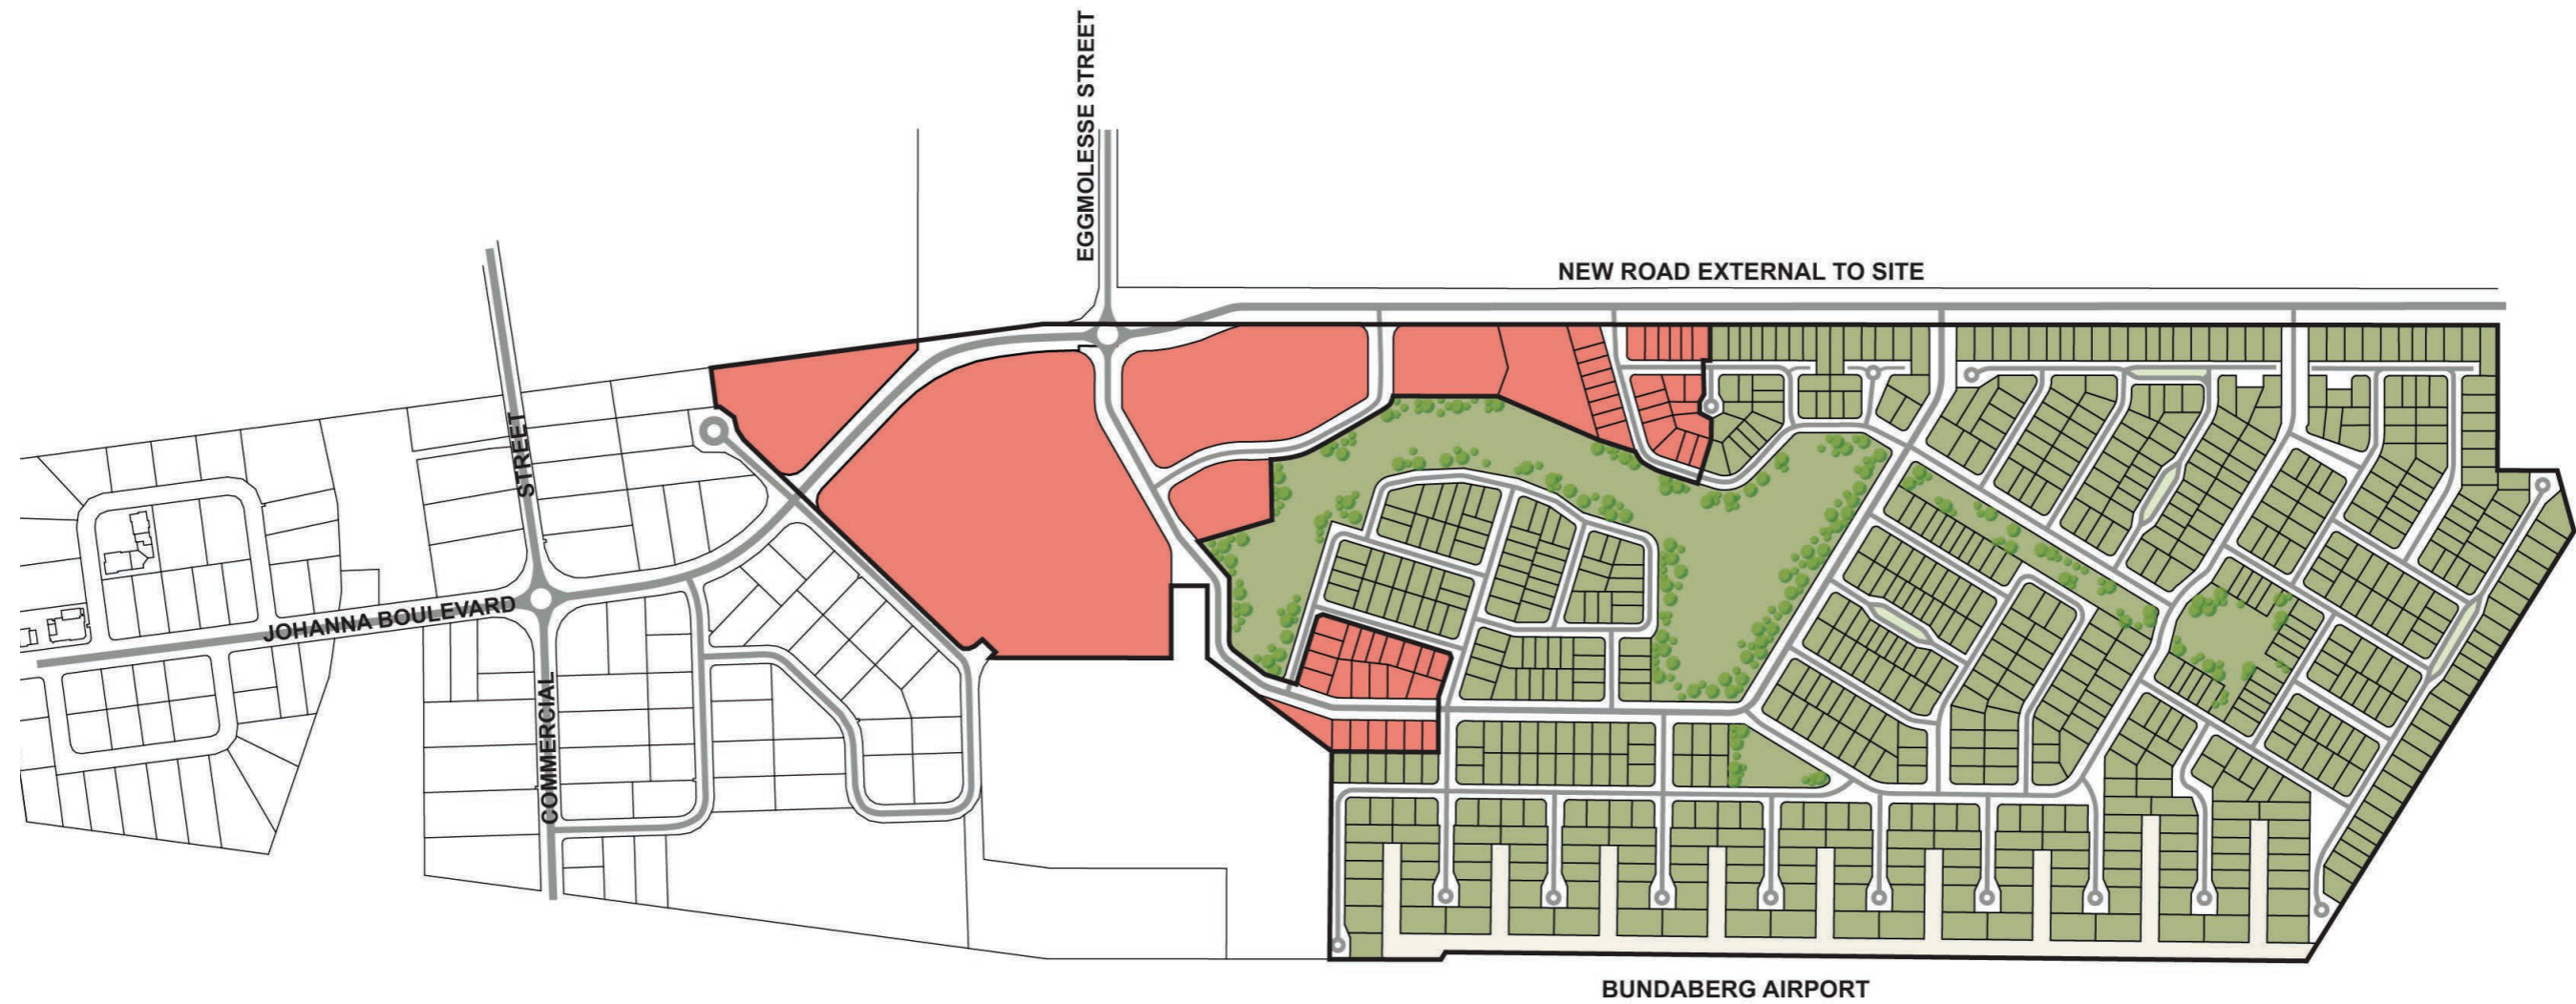 EGGMOLESSE STREET
NEW ROAD EXTERNAL TO SITE
STREET
JOHANNA BOULEVARD
COMMERCIAL
BUNDABERG AIRPORT